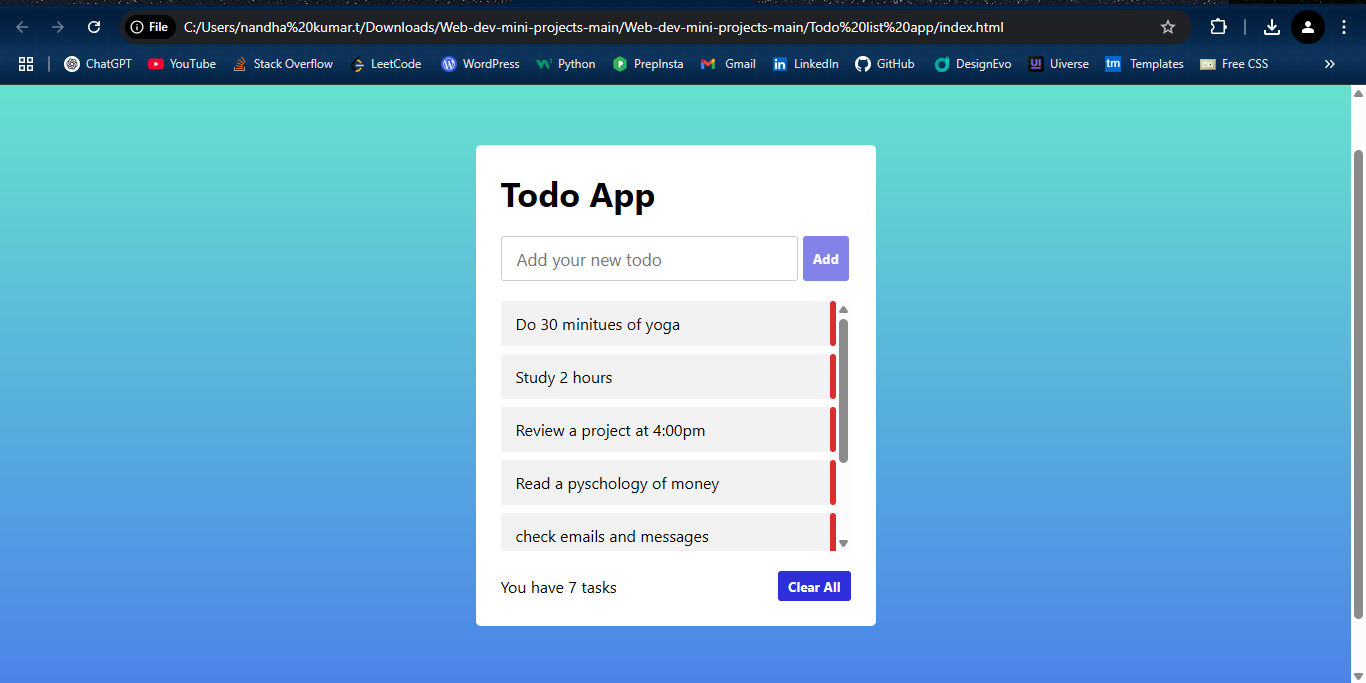 File C:/Users/nandha%20kumar.t/Downloads/Web-dev-mini-projects-main/Web-dev-mini-projects-main/Todo%20list%20app/index.html
ChatGPT YouTube Stack Overflow LeetCode WordPress Python PrepInsta Gmail LinkedIn GitHub DesignEvo UI Uiverse tm Templates Free CSS
Todo App
Add your new todo Add
Do 30 minitues of yoga
Study 2 hours
Review a project at 4:00pm
Read a pyschology of money
check emails and messages
You have 7 tasks Clear All